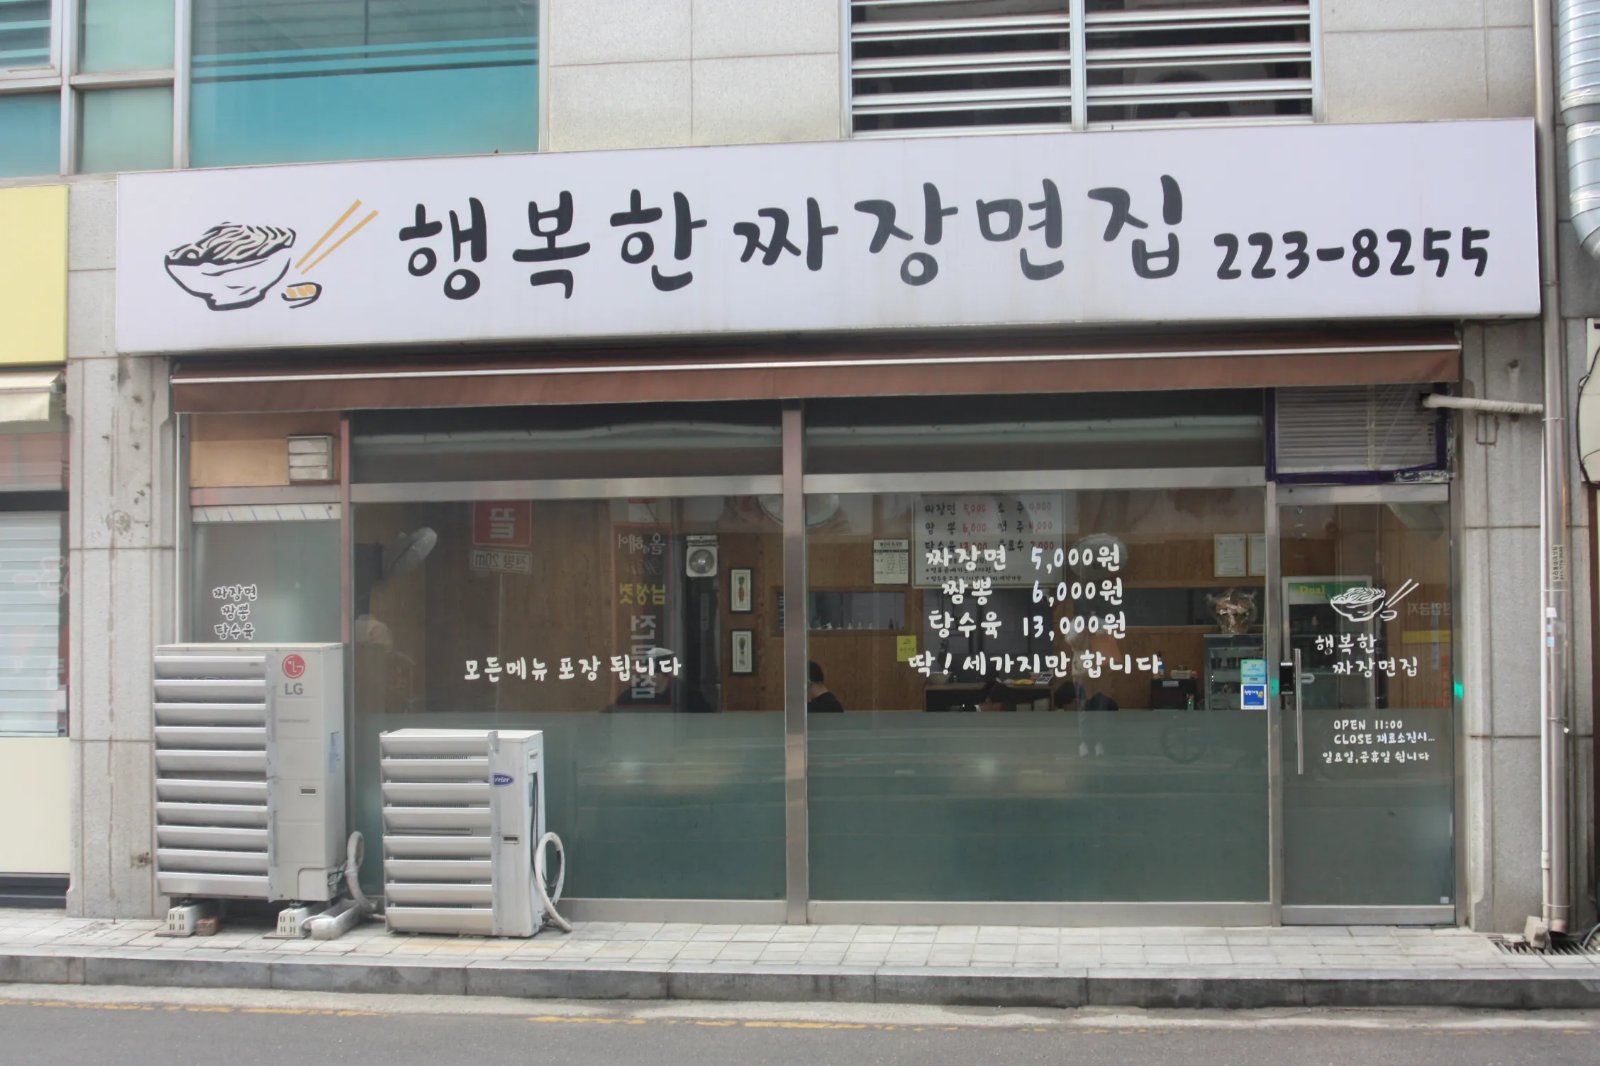 행복한 짜장면집 223-8255
짜장면
짬뽕
탕수육
LG
모든메뉴 포장 됩니다
짜장면 5,000원
짬뽕 6,000원
탕수육 13,000원
딱! 세가지만 합니다
행복한
짜장면집
OPEN 11:00
CLOSE 재료소진시...
일요일,공휴일 쉽니다